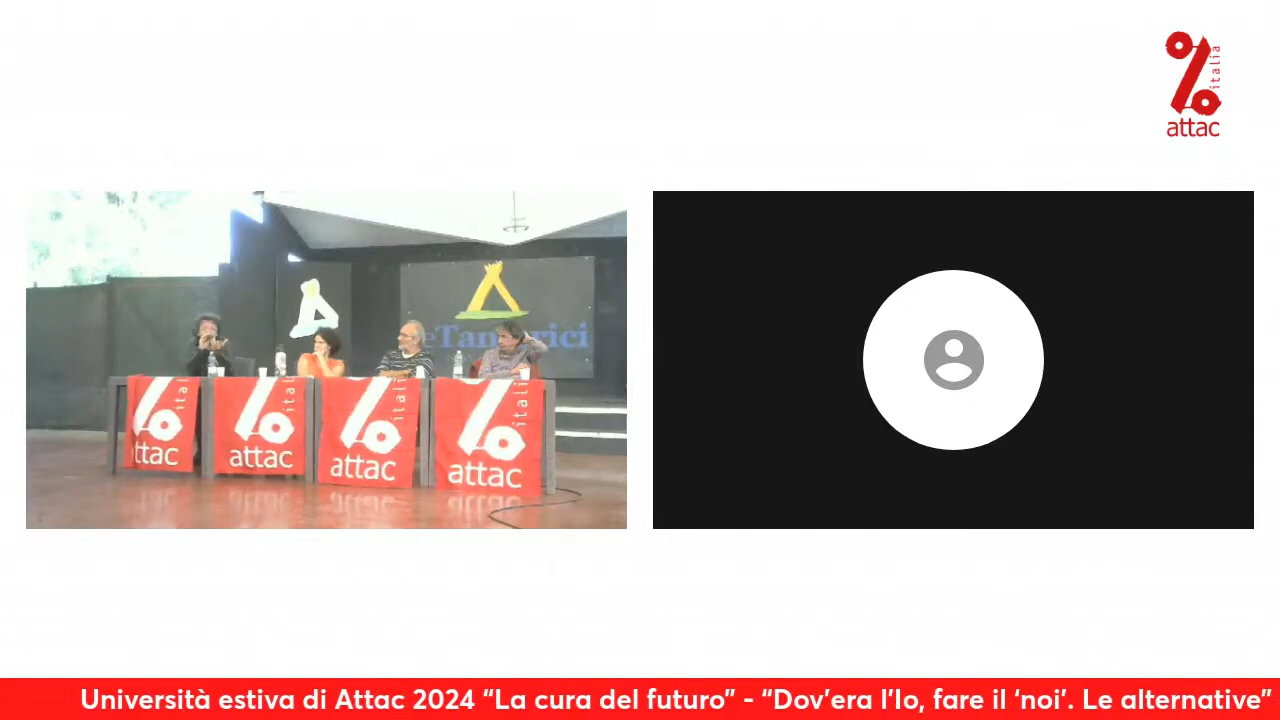 italia
attac
eTamerici
italia
italia
italia
italia
attac
attac
attac
attac
Università estiva di Attac 2024 “La cura del futuro” - “Dov’era l’Io, fare il ‘noi’. Le alternative”